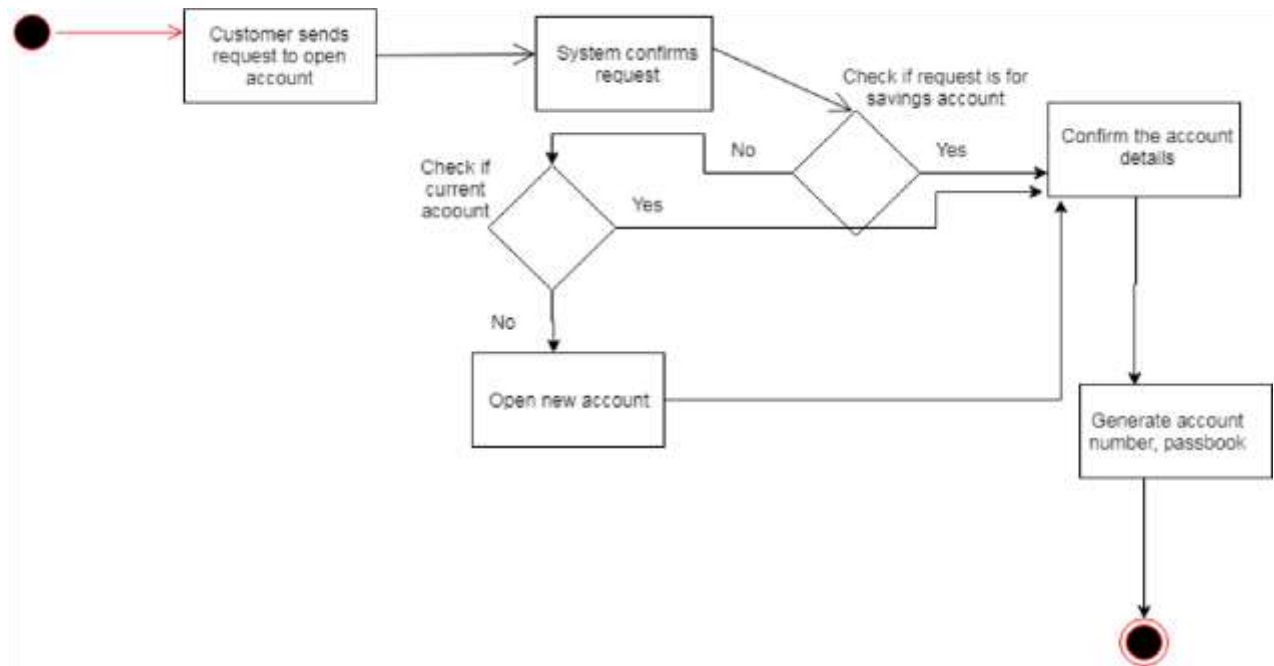 Customer sends
request to open
account
System confirms
request
Check if request is for
savings account
Confirm the account
details
No
Yes
Check if
current
acoount
Yes
No
Open new account
Generate account
number, passbook